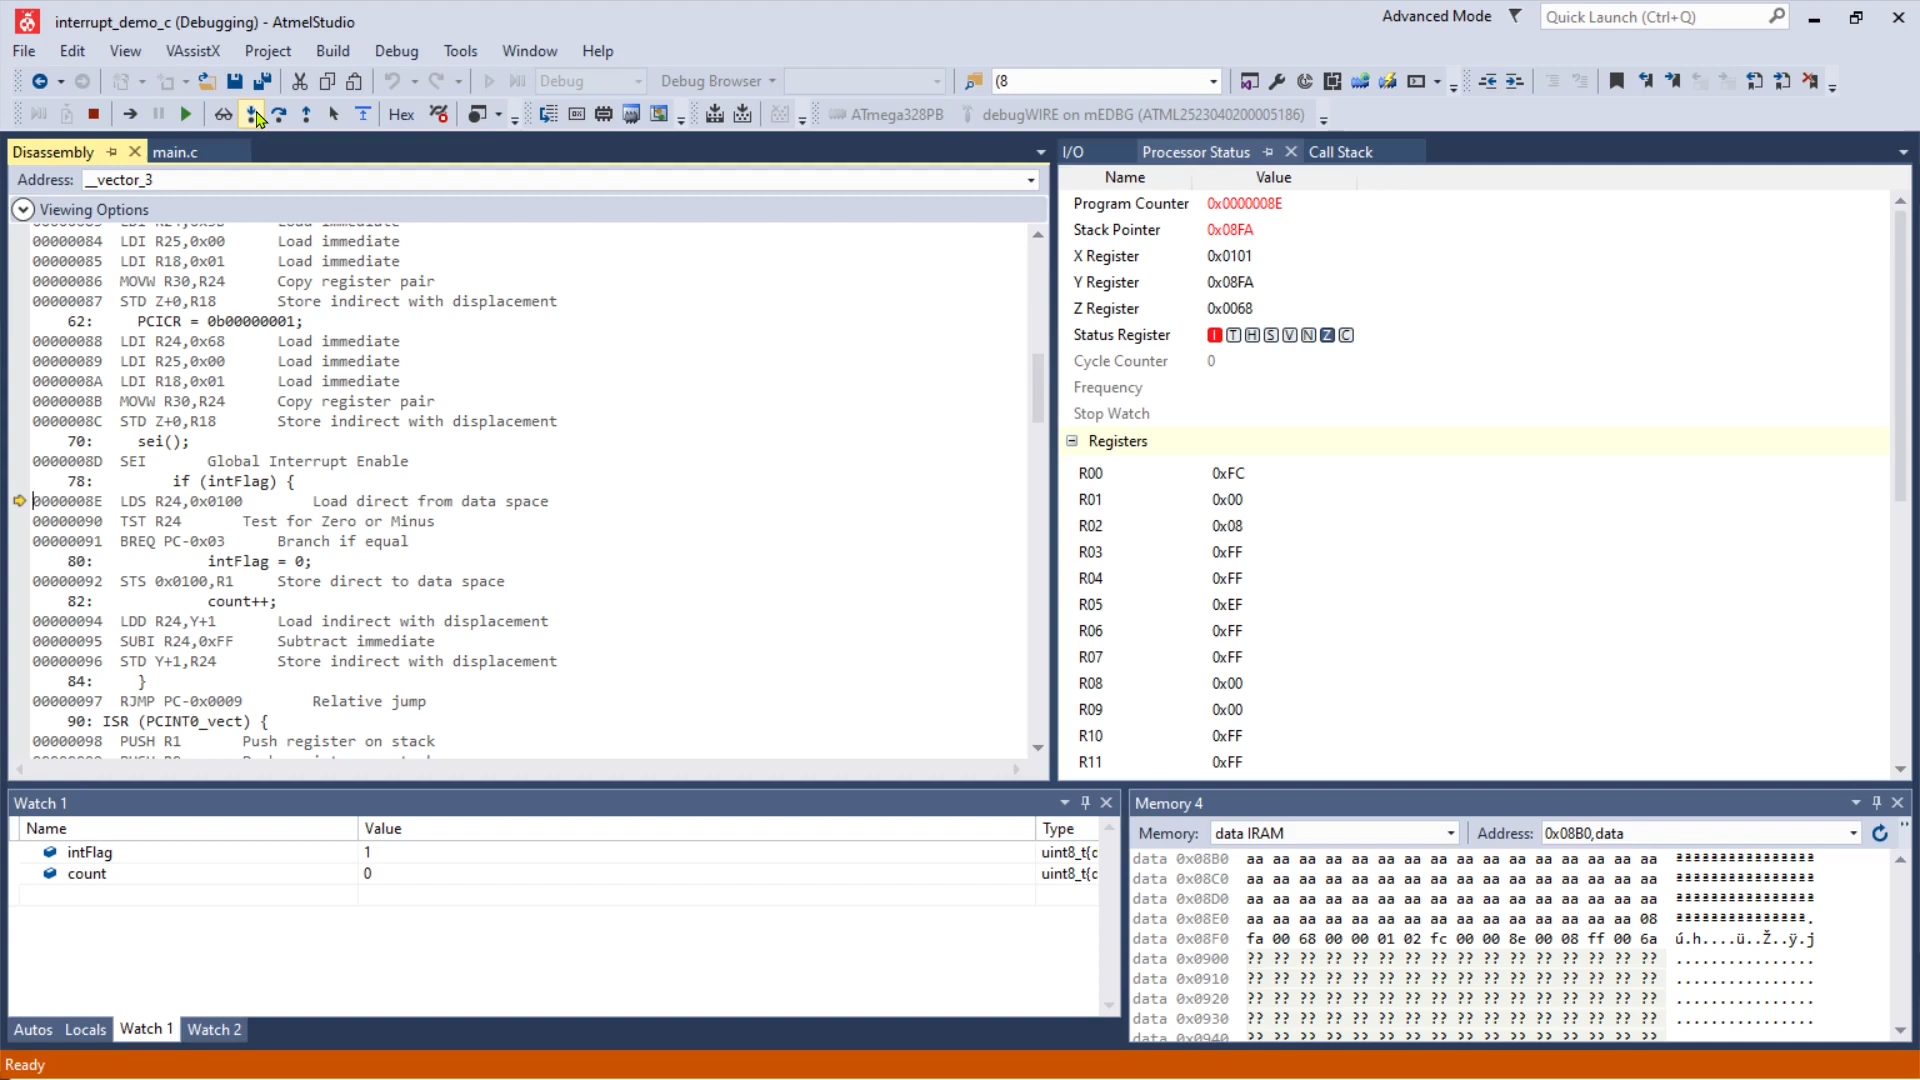 interrupt_demo_c (Debugging) - AtmelStudio
Advanced Mode
Quick Launch (Ctrl+Q)
File Edit View VAssistX Project Build Debug Tools Window Help
Debug Debug Browser (8
Hex ATmega328PB debugWIRE on mEDBG (ATML2523040200005186)
Disassembly main.c
Address: __vector_3
Viewing Options
00000084 LDI R25,0x00 Load immediate
00000085 LDI R18,0x01 Load immediate
00000086 MOVW R30,R24 Copy register pair
00000087 STD Z+0,R18 Store indirect with displacement
62: PCICR = 0b00000001;
00000088 LDI R24,0x68 Load immediate
00000089 LDI R25,0x00 Load immediate
0000008A LDI R18,0x01 Load immediate
0000008B MOVW R30,R24 Copy register pair
0000008C STD Z+0,R18 Store indirect with displacement
70: sei();
0000008D SEI Global Interrupt Enable
78: if (intFlag) {
0000008E LDS R24,0x0100 Load direct from data space
00000090 TST R24 Test for Zero or Minus
00000091 BREQ PC-0x03 Branch if equal
80: intFlag = 0;
00000092 STS 0x0100,R1 Store direct to data space
82: count++;
00000094 LDD R24,Y+1 Load indirect with displacement
00000095 SUBI R24,0xFF Subtract immediate
00000096 STD Y+1,R24 Store indirect with displacement
84: }
00000097 RJMP PC-0x0009 Relative jump
90: ISR (PCINT0_vect) {
00000098 PUSH R1 Push register on stack
I/O Processor Status Call Stack
Name Value
Program Counter 0x0000008E
Stack Pointer 0x08FA
X Register 0x0101
Y Register 0x08FA
Z Register 0x0068
Status Register I T H S V N Z C
Cycle Counter 0
Frequency
Stop Watch
Registers
R00 0xFC
R01 0x00
R02 0x08
R03 0xFF
R04 0xFF
R05 0xEF
R06 0xFF
R07 0xFF
R08 0x00
R09 0x00
R10 0xFF
R11 0xFF
Watch 1
Name Value Type
intFlag 1 uint8_t{c
count 0 uint8_t{c
Autos Locals Watch 1 Watch 2
Memory 4
Memory: data IRAM Address: 0x08B0,data
data 0x08B0 aa aa aa aa aa aa aa aa aa aa aa aa aa aa aa aa ªªªªªªªªªªªªªªªª
data 0x08C0 aa aa aa aa aa aa aa aa aa aa aa aa aa aa aa aa ªªªªªªªªªªªªªªªª
data 0x08D0 aa aa aa aa aa aa aa aa aa aa aa aa aa aa aa aa ªªªªªªªªªªªªªªªª
data 0x08E0 aa aa aa aa aa aa aa aa aa aa aa aa aa aa aa 08 ªªªªªªªªªªªªªªª.
data 0x08F0 fa 00 68 00 00 01 02 fc 00 00 8e 00 08 ff 00 6a ú.h....ü..Ž..ÿ.j
data 0x0900 ?? ?? ?? ?? ?? ?? ?? ?? ?? ?? ?? ?? ?? ?? ?? ?? ................
data 0x0910 ?? ?? ?? ?? ?? ?? ?? ?? ?? ?? ?? ?? ?? ?? ?? ?? ................
data 0x0920 ?? ?? ?? ?? ?? ?? ?? ?? ?? ?? ?? ?? ?? ?? ?? ?? ................
data 0x0930 ?? ?? ?? ?? ?? ?? ?? ?? ?? ?? ?? ?? ?? ?? ?? ?? ................
data 0x0940 ?? ?? ?? ?? ?? ?? ?? ?? ?? ?? ?? ?? ?? ?? ?? ??
Ready